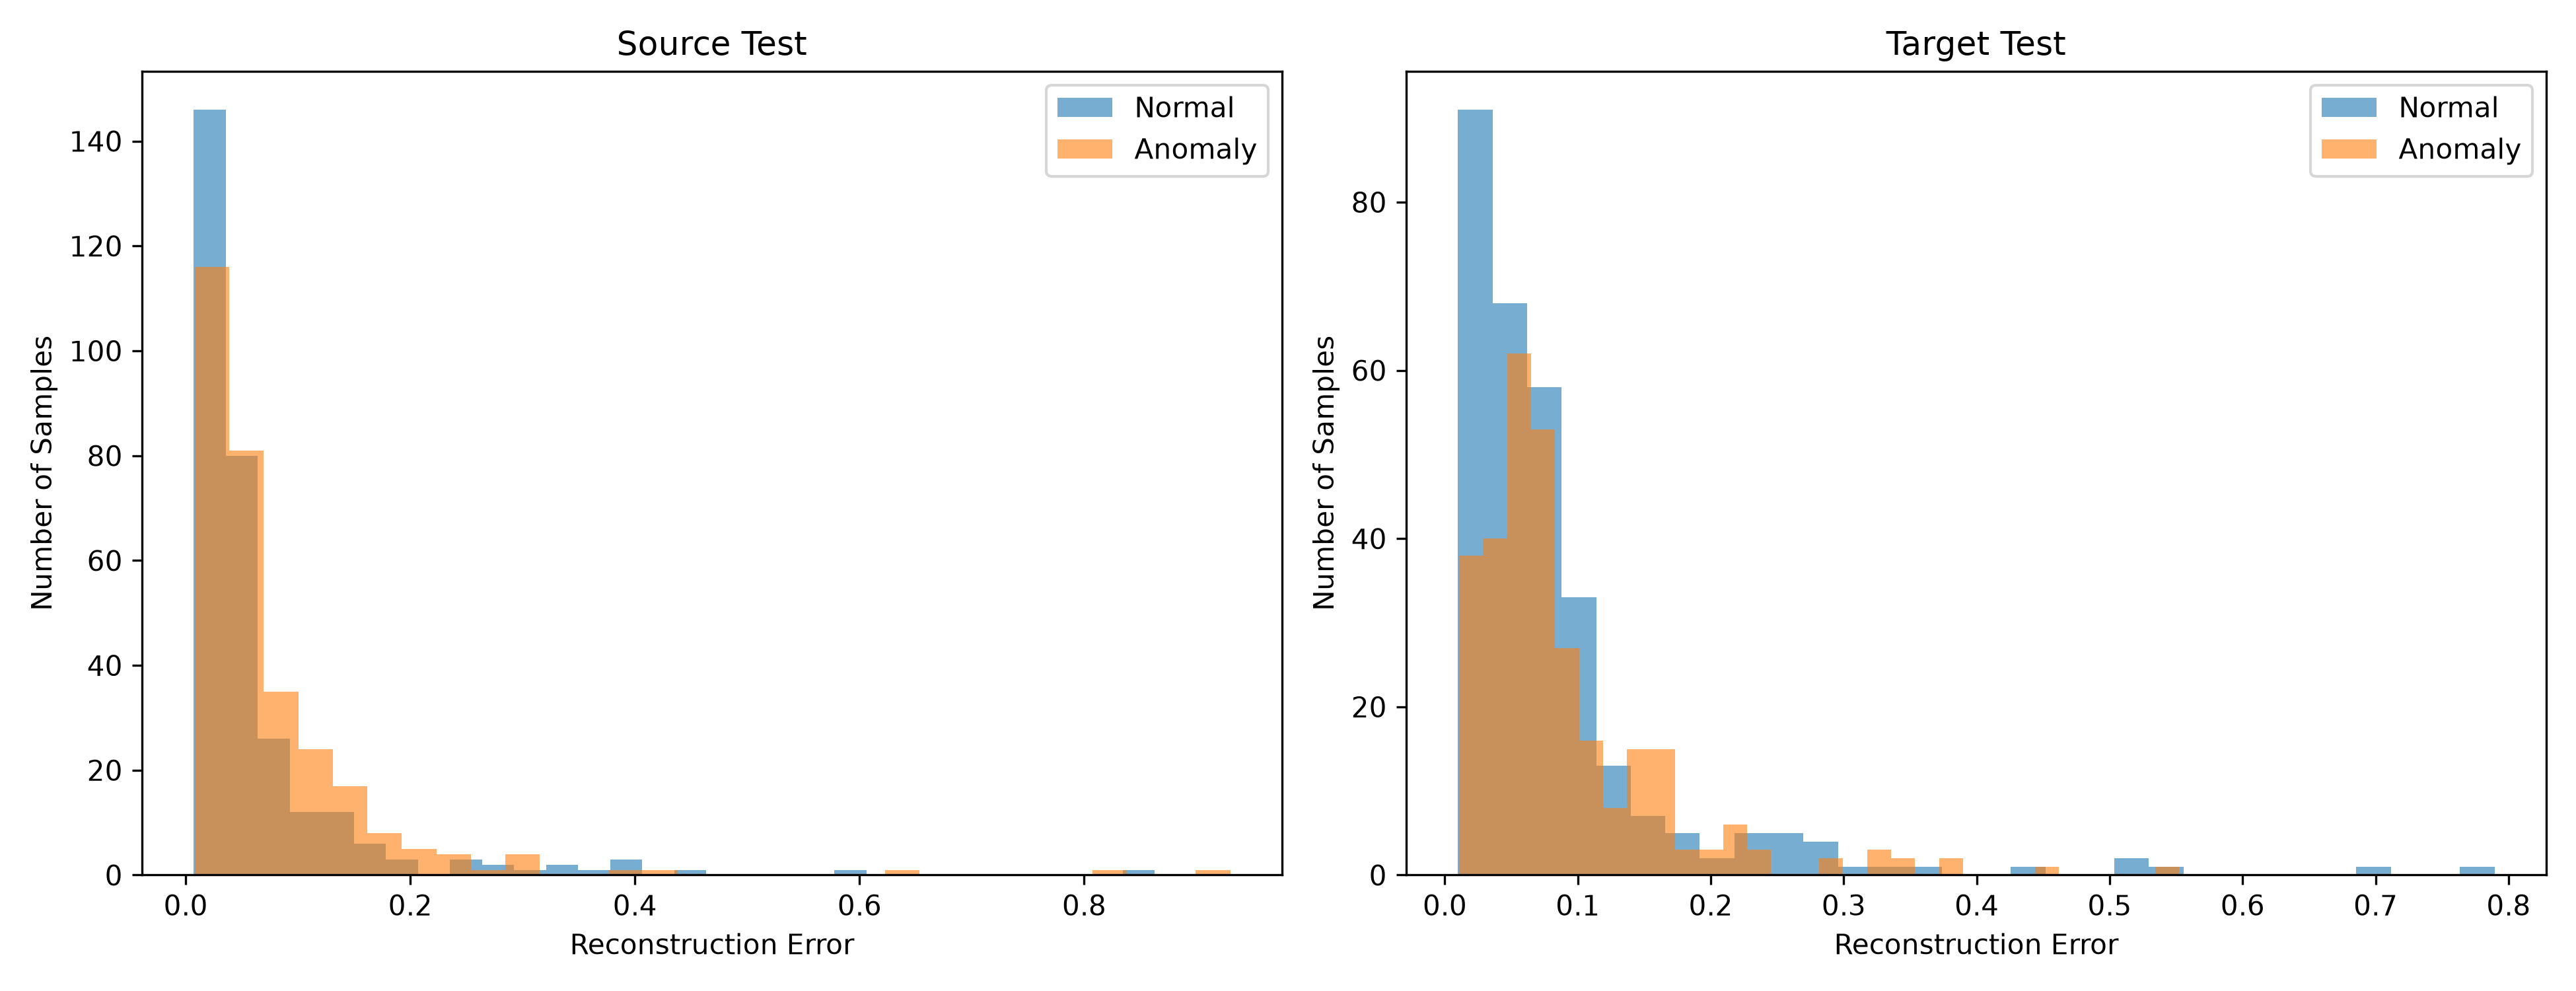 Source Test
Normal
Anomaly
140
120
100
80
60
40
20
0
Number of Samples
0.0 0.2 0.4 0.6 0.8
Reconstruction Error
Target Test
Normal
Anomaly
80
60
40
20
0
Number of Samples
0.0 0.1 0.2 0.3 0.4 0.5 0.6 0.7 0.8
Reconstruction Error